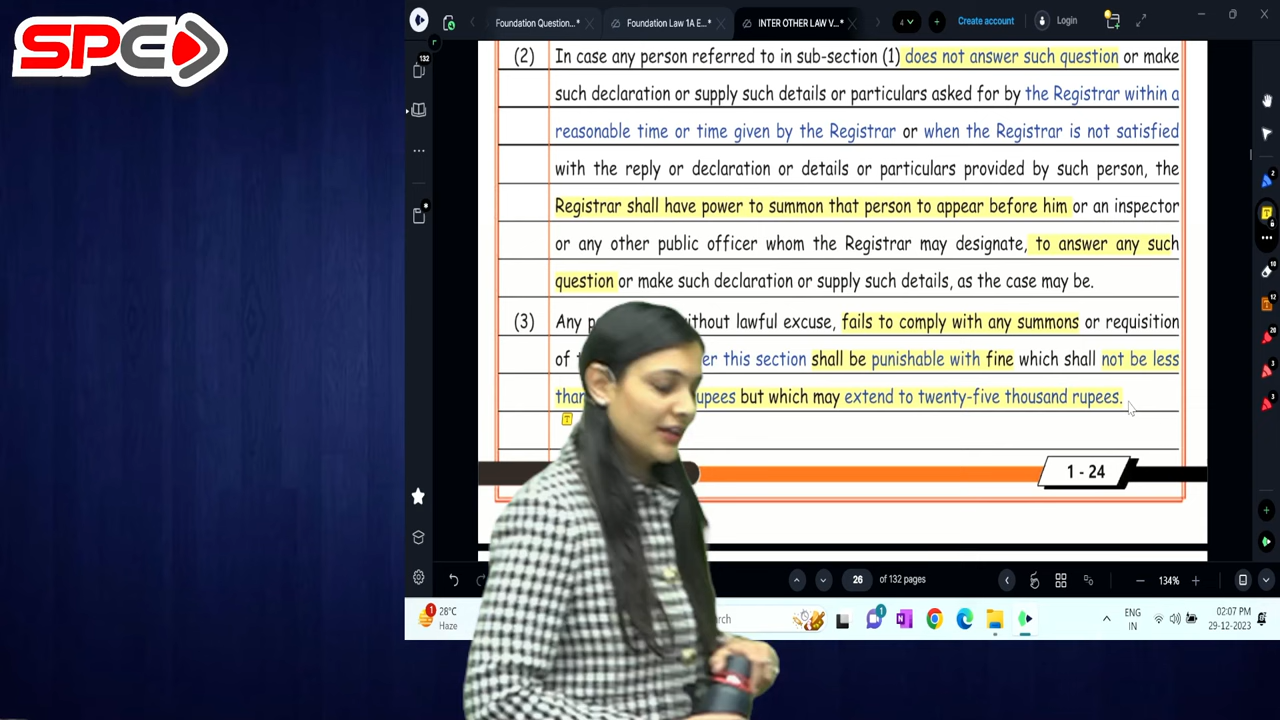 SPC
Foundation Question...*
Foundation Law 1A E...*
INTER OTHER LAW V...*
4
Create account
Login
132
(2) In case any person referred to in sub-section (1) does not answer such question or make
such declaration or supply such details or particulars asked for by the Registrar within a
reasonable time or time given by the Registrar or when the Registrar is not satisfied
with the reply or declaration or details or particulars provided by such person, the
Registrar shall have power to summon that person to appear before him or an inspector
or any other public officer whom the Registrar may designate, to answer any such
question or make such declaration or supply such details, as the case may be.
(3) Any without lawful excuse, fails to comply with any summons or requisition
of this section shall be punishable with fine which shall not be less
than rupees but which may extend to twenty-five thousand rupees.
1 - 24
26 of 132 pages
134%
1
28°C
Haze
ENG
IN
02:07 PM
29-12-2023